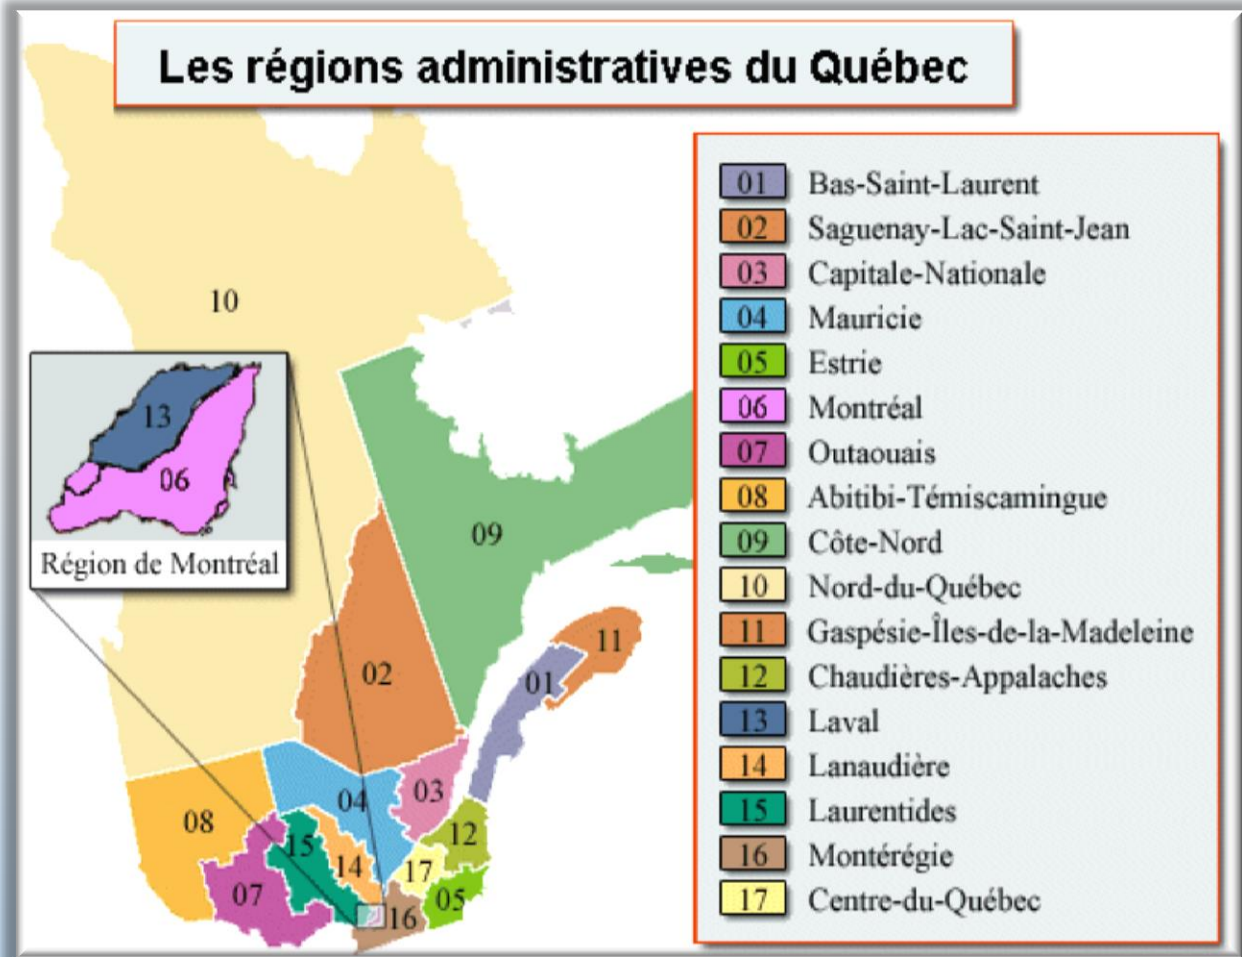 Les régions administratives du Québec
01 Bas-Saint-Laurent
02 Saguenay-Lac-Saint-Jean
03 Capitale-Nationale
04 Mauricie
05 Estrie
06 Montréal
07 Outaouais
08 Abitibi-Témiscamingue
09 Côte-Nord
10 Nord-du-Québec
11 Gaspésie-Îles-de-la-Madeleine
12 Chaudières-Appalaches
13 Laval
14 Lanaudière
15 Laurentides
16 Montérégie
17 Centre-du-Québec
10
13
06
Région de Montréal
09
11
02
01
04
03
08
15
12
14
17
07
05
16